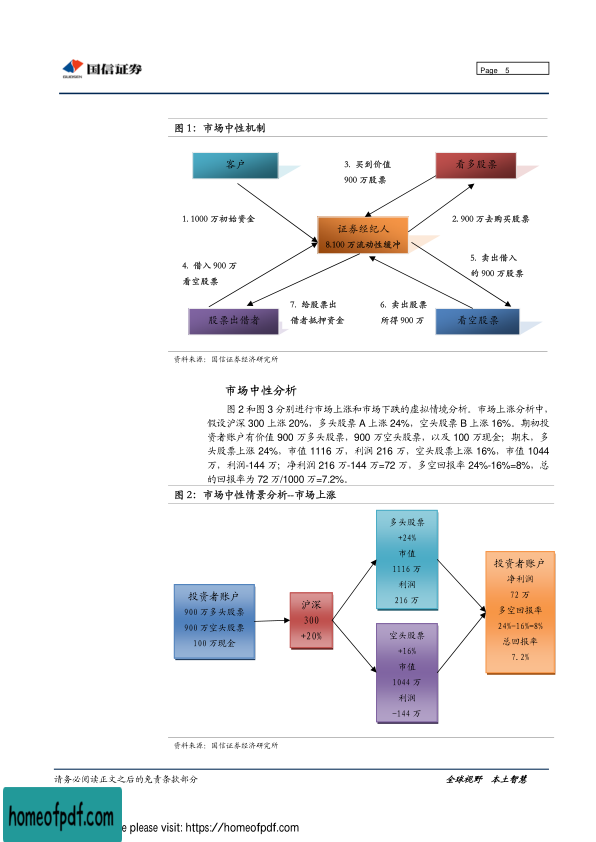 国信证券
GUOSEN
Page 5
图 1：市场中性机制
客户
3. 买到价值
900 万股票
看多股票
1.1000 万初始资金
证券经纪人
8.100 万流动性缓冲
2.900 万去购买股票
4. 借入 900 万
看空股票
5. 卖出借入
的 900 万股票
股票出借者
7. 给股票出
借者抵押资金
6. 卖出股票
所得 900 万
看空股票
资料来源：国信证券经济研究所
市场中性分析
图 2 和图 3 分别进行市场上涨和市场下跌的虚拟情境分析。市场上涨分析中，
假设沪深 300 上涨 20%，多头股票 A 上涨 24%，空头股票 B 上涨 16%。期初投
资者账户有价值 900 万多头股票，900 万空头股票，以及 100 万现金；期末，多
头股票上涨 24%，市值 1116 万，利润 216 万，空头股票上涨 16%，市值 1044
万，利润-144 万；净利润 216 万-144 万=72 万，多空回报率 24%-16%=8%，总
的回报率为 72 万/1000 万=7.2%。
图 2：市场中性情景分析--市场上涨
投资者账户
900 万多头股票
900 万空头股票
100 万现金
沪深
300
+20%
多头股票
+24%
市值
1116 万
利润
216 万
空头股票
+16%
市值
1044 万
利润
-144 万
投资者账户
净利润
72 万
多空回报率
24%-16%=8%
总回报率
7.2%
资料来源：国信证券经济研究所
请务必阅读正文之后的免责条款部分
全球视野 本土智慧
homeofpdf.com
e please visit: https://homeofpdf.com